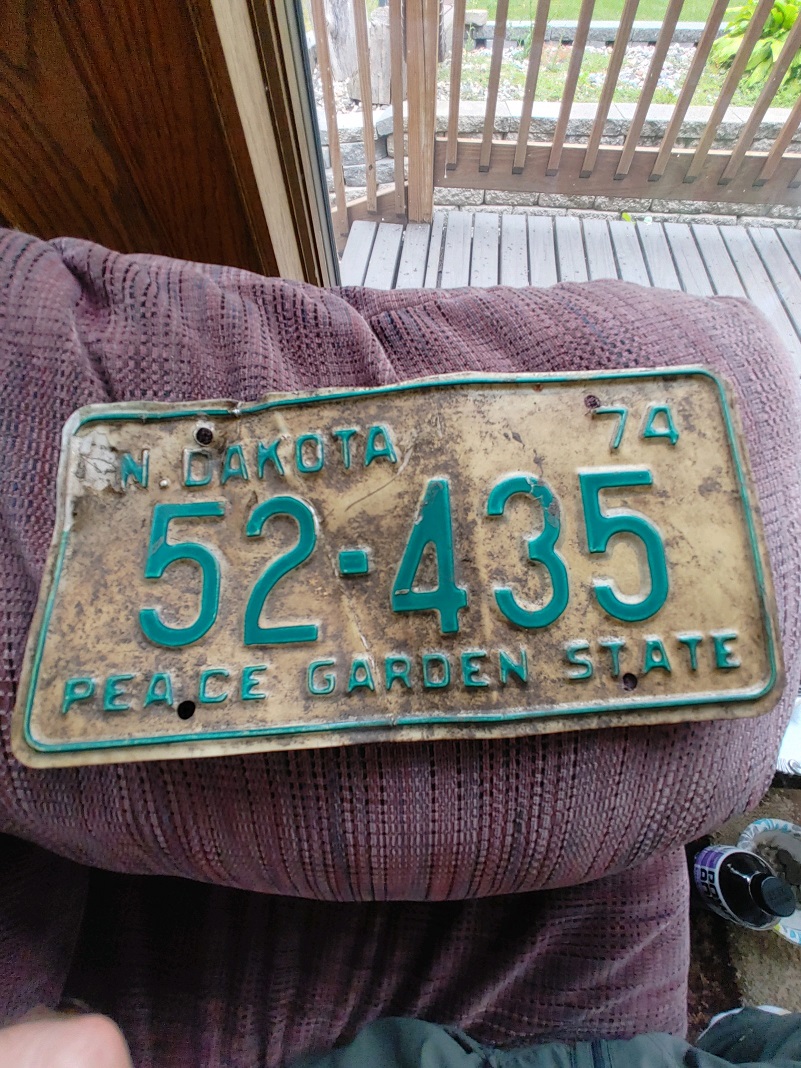 N. DAKOTA 74
52-435
PEACE GARDEN STATE